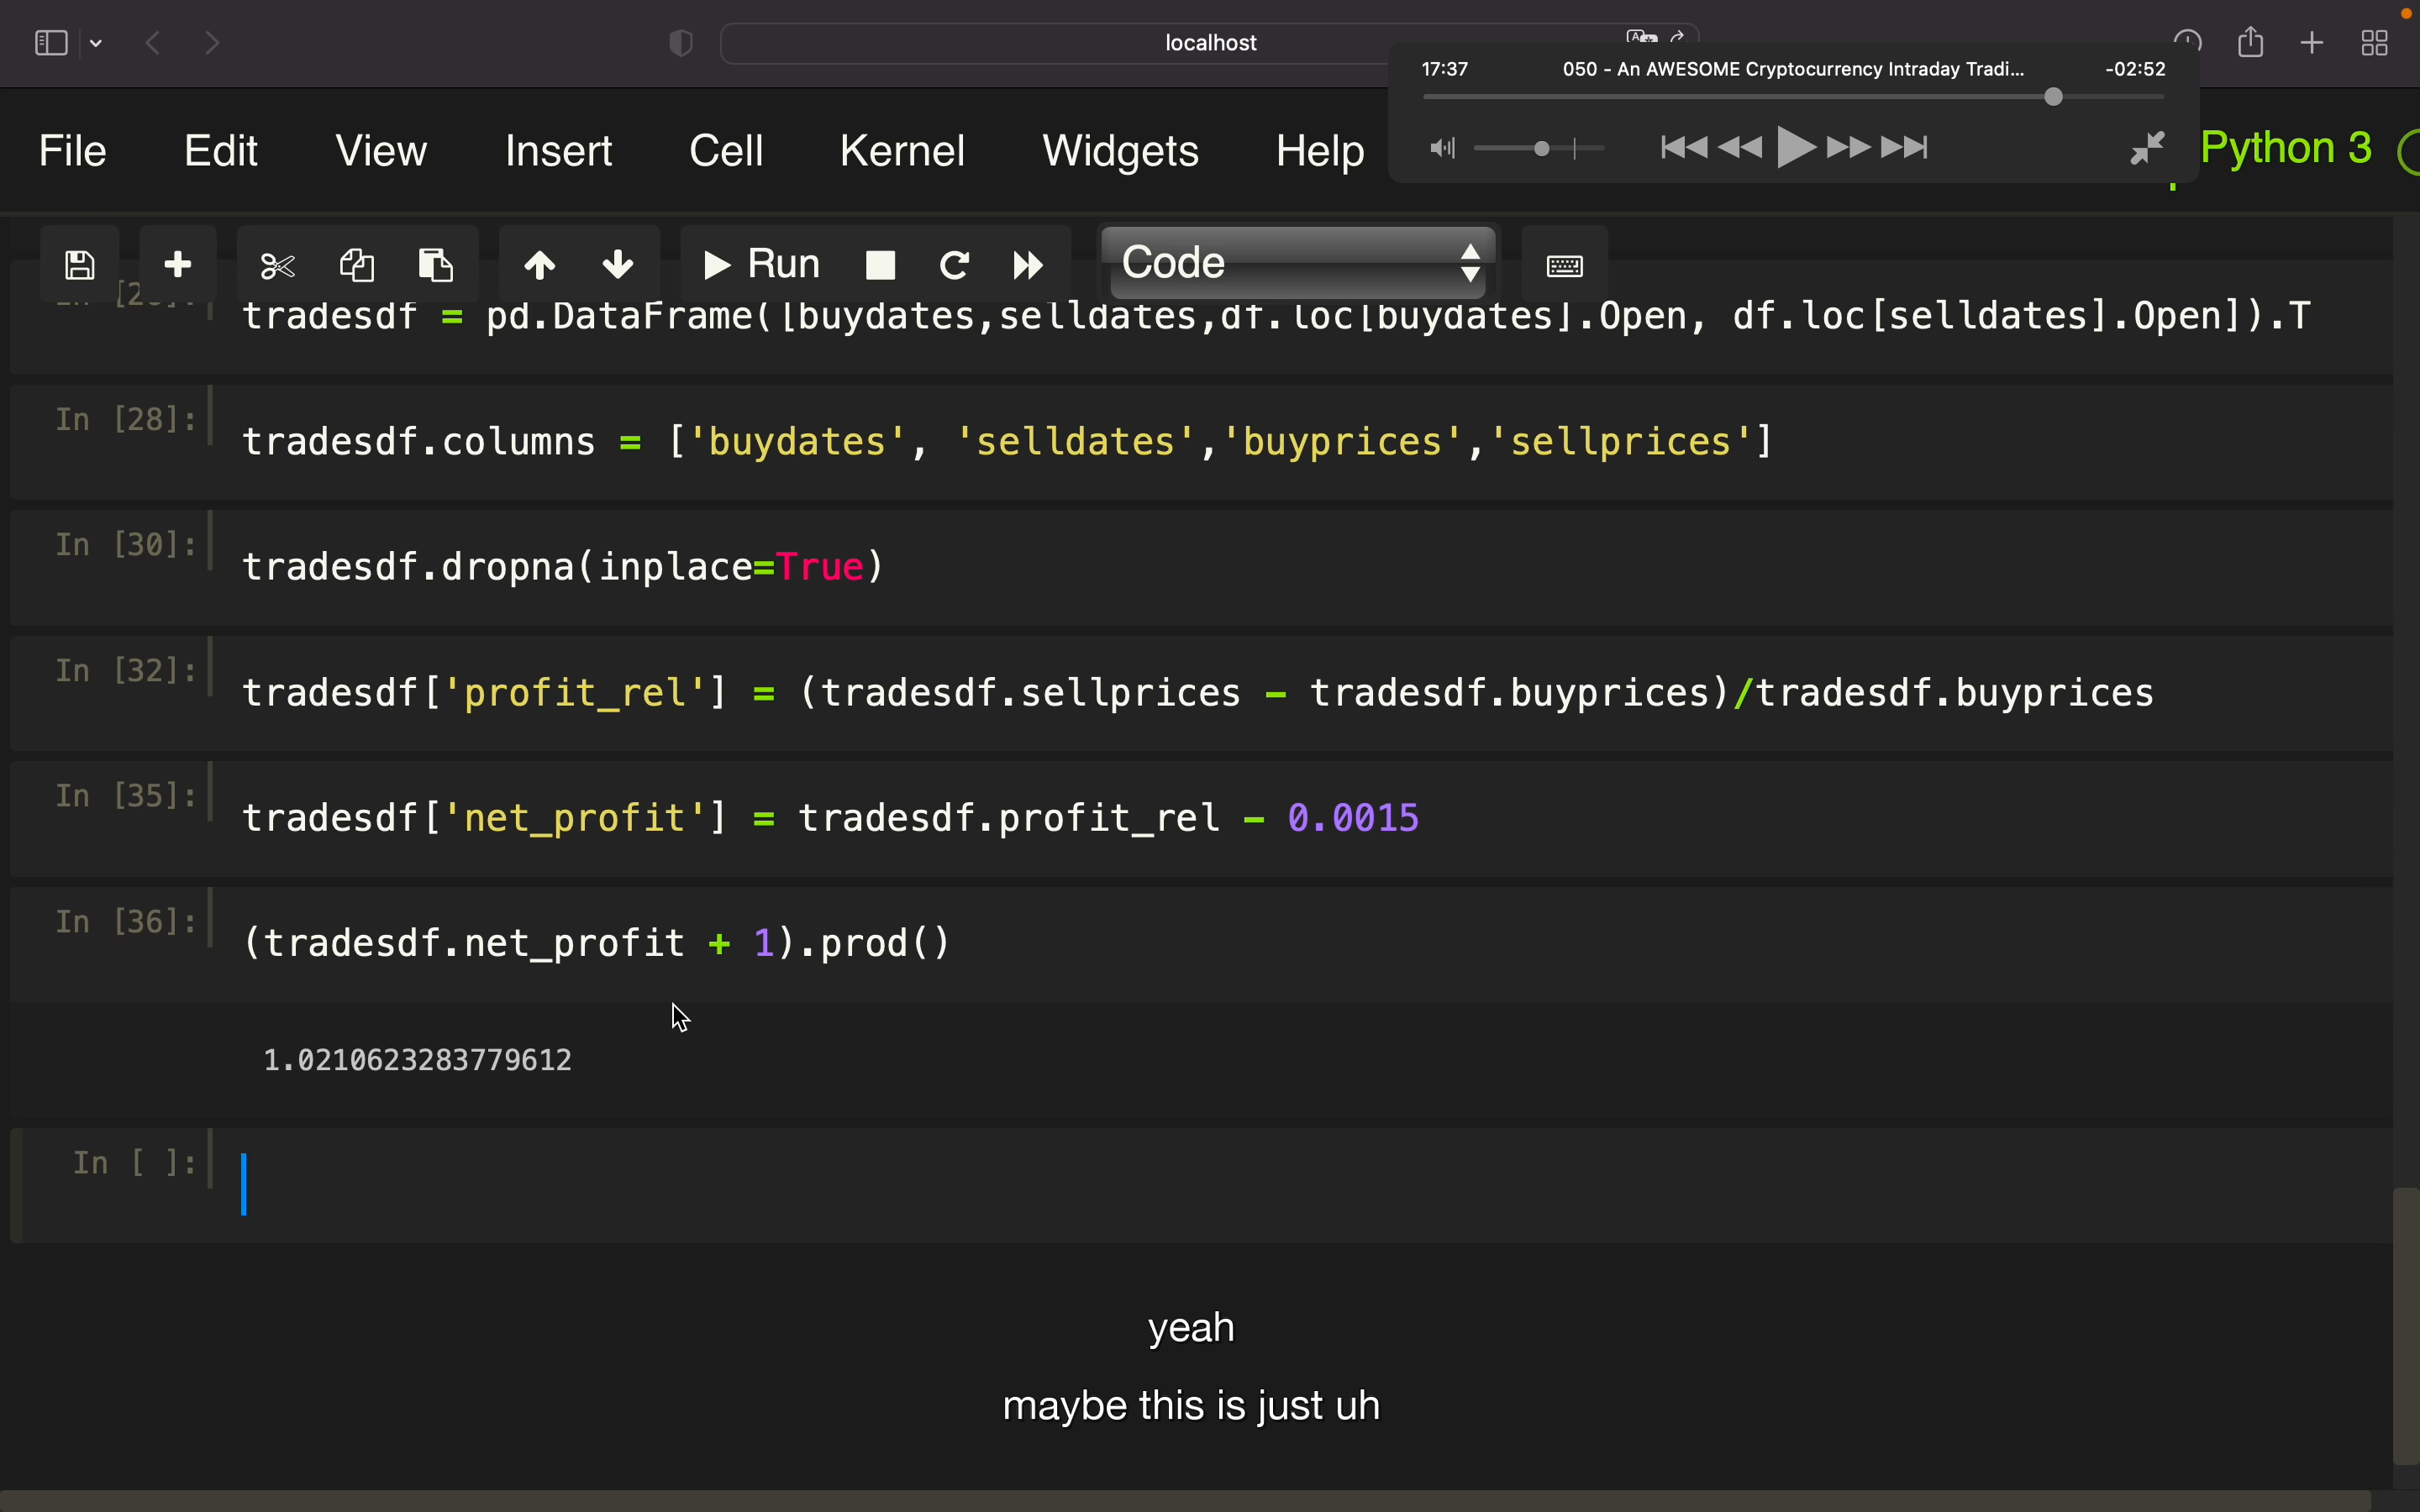 localhost
17:37 050 - An AWESOME Cryptocurrency Intraday Tradi... -02:52
File Edit View Insert Cell Kernel Widgets Help Python 3
Run Code
tradesdf = pd.DataFrame([buydates,selldates,df.loc[buydates].Open, df.loc[selldates].Open]).T
In [28]: tradesdf.columns = ['buydates', 'selldates','buyprices','sellprices']
In [30]: tradesdf.dropna(inplace=True)
In [32]: tradesdf['profit_rel'] = (tradesdf.sellprices - tradesdf.buyprices)/tradesdf.buyprices
In [35]: tradesdf['net_profit'] = tradesdf.profit_rel - 0.0015
In [36]: (tradesdf.net_profit + 1).prod()
1.0210623283779612
In [ ]:
yeah
maybe this is just uh